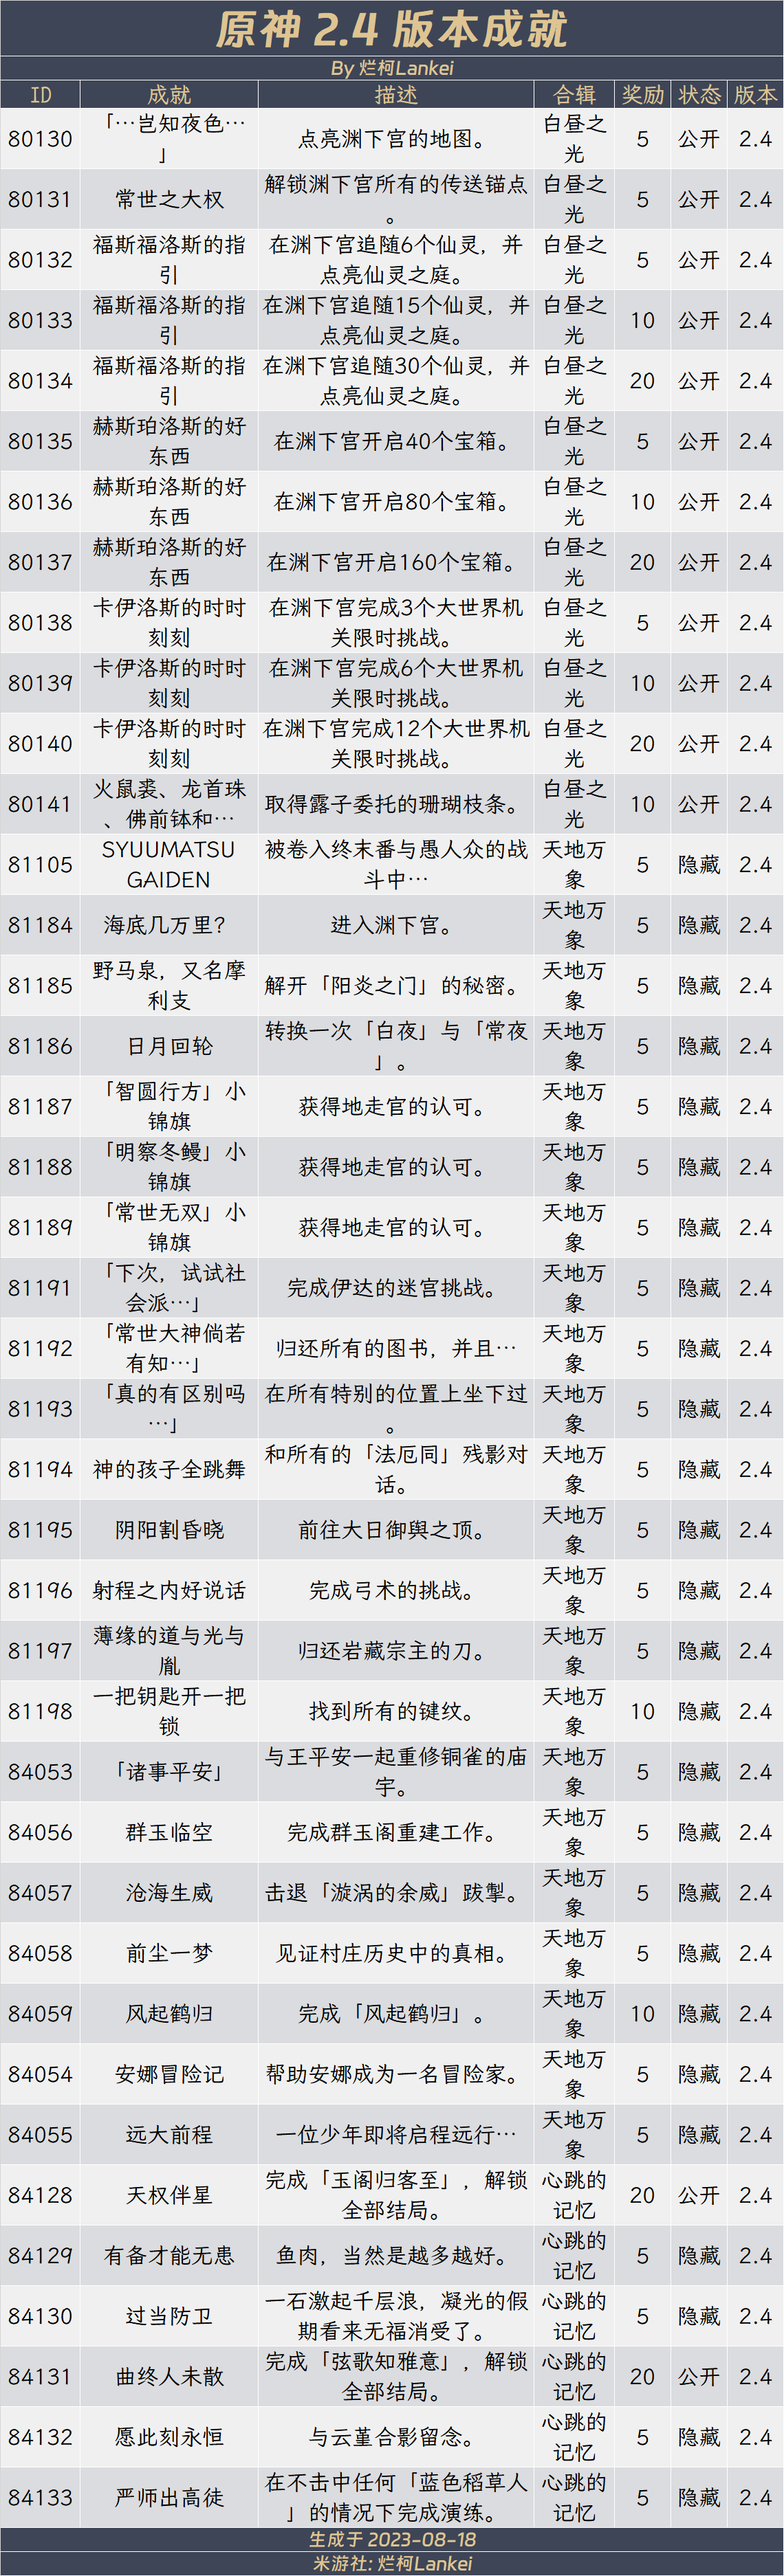 原神 2.4 版本成就
By 烂柯Lankei
ID 成就 描述 合辑 奖励 状态 版本
80130 「…岂知夜色…」 点亮渊下宫的地图。 白昼之光 5 公开 2.4
80131 常世之大权 解锁渊下宫所有的传送锚点。 白昼之光 5 公开 2.4
80132 福斯福洛斯的指引 在渊下宫追随6个仙灵，并点亮仙灵之庭。 白昼之光 5 公开 2.4
80133 福斯福洛斯的指引 在渊下宫追随15个仙灵，并点亮仙灵之庭。 白昼之光 10 公开 2.4
80134 福斯福洛斯的指引 在渊下宫追随30个仙灵，并点亮仙灵之庭。 白昼之光 20 公开 2.4
80135 赫斯珀洛斯的好东西 在渊下宫开启40个宝箱。 白昼之光 5 公开 2.4
80136 赫斯珀洛斯的好东西 在渊下宫开启80个宝箱。 白昼之光 10 公开 2.4
80137 赫斯珀洛斯的好东西 在渊下宫开启160个宝箱。 白昼之光 20 公开 2.4
80138 卡伊洛斯的时时刻刻 在渊下宫完成3个大世界机关限时挑战。 白昼之光 5 公开 2.4
80139 卡伊洛斯的时时刻刻 在渊下宫完成6个大世界机关限时挑战。 白昼之光 10 公开 2.4
80140 卡伊洛斯的时时刻刻 在渊下宫完成12个大世界机关限时挑战。 白昼之光 20 公开 2.4
80141 火鼠裘、龙首珠、佛前钵和… 取得露子委托的珊瑚枝条。 白昼之光 10 公开 2.4
81105 SYUUMATSU GAIDEN 被卷入终末番与愚人众的战斗中… 天地万象 5 隐藏 2.4
81184 海底几万里？ 进入渊下宫。 天地万象 5 隐藏 2.4
81185 野马泉，又名摩利支 解开「阳炎之门」的秘密。 天地万象 5 隐藏 2.4
81186 日月回轮 转换一次「白夜」与「常夜」。 天地万象 5 隐藏 2.4
81187 「智圆行方」小锦旗 获得地走官的认可。 天地万象 5 隐藏 2.4
81188 「明察冬鳗」小锦旗 获得地走官的认可。 天地万象 5 隐藏 2.4
81189 「常世无双」小锦旗 获得地走官的认可。 天地万象 5 隐藏 2.4
81191 「下次，试试社会派…」 完成伊达的迷宫挑战。 天地万象 5 隐藏 2.4
81192 「常世大神倘若有知…」 归还所有的图书，并且… 天地万象 5 隐藏 2.4
81193 「真的有区别吗…」 在所有特别的位置上坐下过。 天地万象 5 隐藏 2.4
81194 神的孩子全跳舞 和所有的「法厄同」残影对话。 天地万象 5 隐藏 2.4
81195 阴阳割昏晓 前往大日御舆之顶。 天地万象 5 隐藏 2.4
81196 射程之内好说话 完成弓术的挑战。 天地万象 5 隐藏 2.4
81197 薄缘的道与光与胤 归还岩藏宗主的刀。 天地万象 5 隐藏 2.4
81198 一把钥匙开一把锁 找到所有的键纹。 天地万象 10 隐藏 2.4
84053 「诸事平安」 与王平安一起重修铜雀的庙宇。 天地万象 5 隐藏 2.4
84056 群玉临空 完成群玉阁重建工作。 天地万象 5 隐藏 2.4
84057 沧海生威 击退「漩涡的余威」跋掣。 天地万象 5 隐藏 2.4
84058 前尘一梦 见证村庄历史中的真相。 天地万象 5 隐藏 2.4
84059 风起鹤归 完成「风起鹤归」。 天地万象 10 隐藏 2.4
84054 安娜冒险记 帮助安娜成为一名冒险家。 天地万象 5 隐藏 2.4
84055 远大前程 一位少年即将启程远行… 天地万象 5 隐藏 2.4
84128 天权伴星 完成「玉阁归客至」，解锁全部结局。 心跳的记忆 20 公开 2.4
84129 有备才能无患 鱼肉，当然是越多越好。 心跳的记忆 5 隐藏 2.4
84130 过当防卫 一石激起千层浪，凝光的假期看来无福消受了。 心跳的记忆 5 隐藏 2.4
84131 曲终人未散 完成「弦歌知雅意」，解锁全部结局。 心跳的记忆 20 公开 2.4
84132 愿此刻永恒 与云堇合影留念。 心跳的记忆 5 隐藏 2.4
84133 严师出高徒 在不击中任何「蓝色稻草人」的情况下完成演练。 心跳的记忆 5 隐藏 2.4
生成于 2023-08-18
米游社: 烂柯Lankei